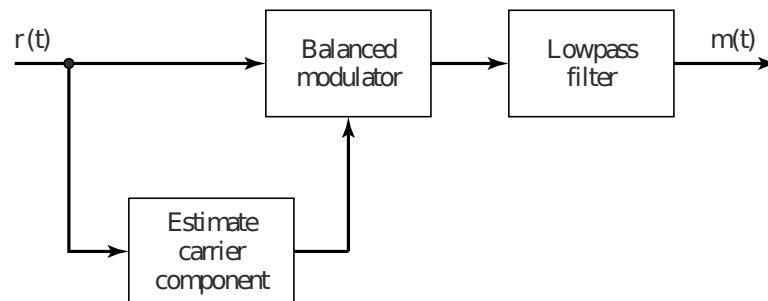 r(t)
Balanced
modulator
Lowpass
filter
m(t)
Estimate
carrier
component